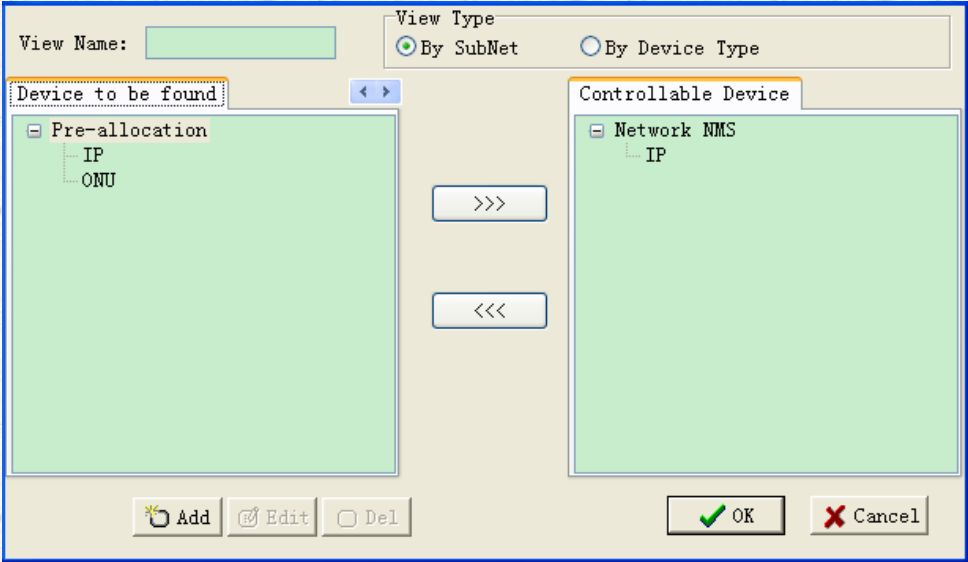 View Type
View Name:
By SubNet
By Device Type
Device to be found
Controllable Device
Pre-allocation
IP
ONU
Network NMS
IP
>>>
<<<
Add
Edit
Del
OK
Cancel